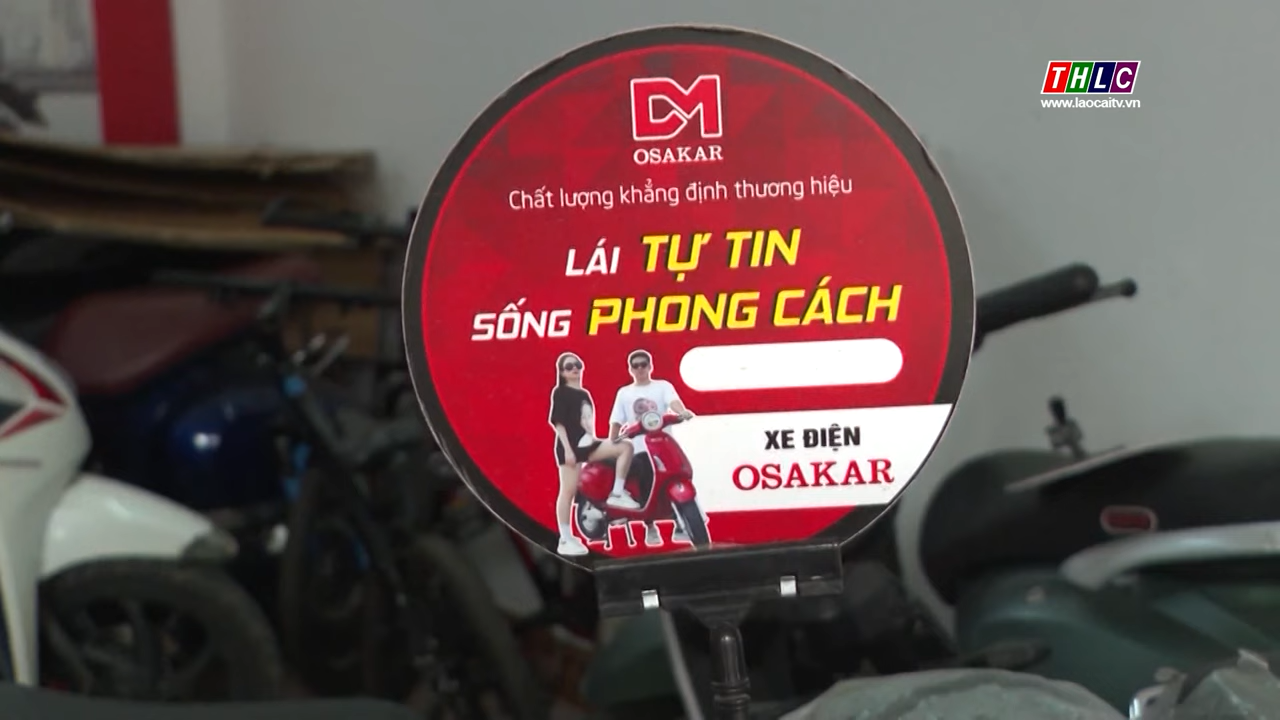 THLC
www.laocaitv.vn
DM
OSAKAR
Chất lượng khẳng định thương hiệu
LÁI TỰ TIN
SỐNG PHONG CÁCH
XE ĐIỆN
OSAKAR